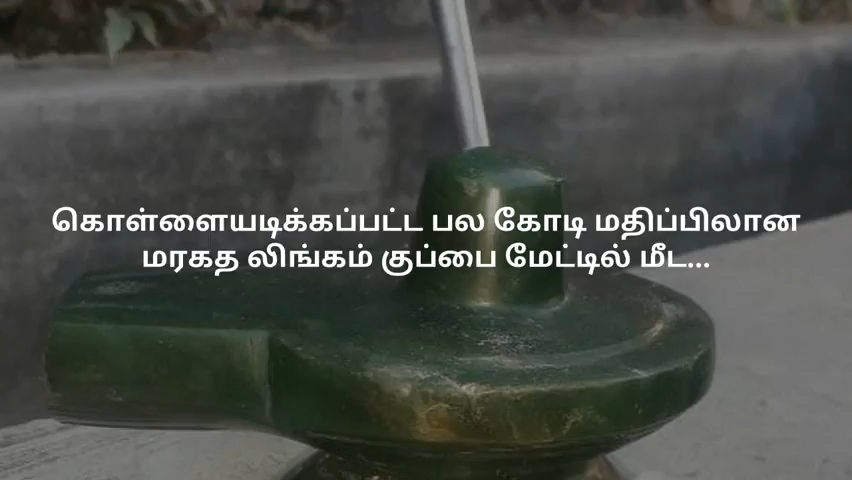 கொள்ளையடிக்கப்பட்ட பல கோடி மதிப்பிலான
மரகத லிங்கம் குப்பை மேட்டில் மீட...